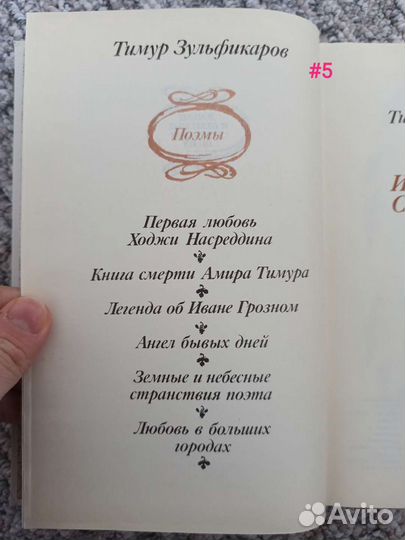 Тимур Зульфикаров
#5
Поэмы
Первая любовь
Ходжи Насреддина
Книга смерти Амира Тимура
Легенда об Иване Грозном
Ангел бывых дней
Земные и небесные
странствия поэта
Любовь в больших
городах
Avito